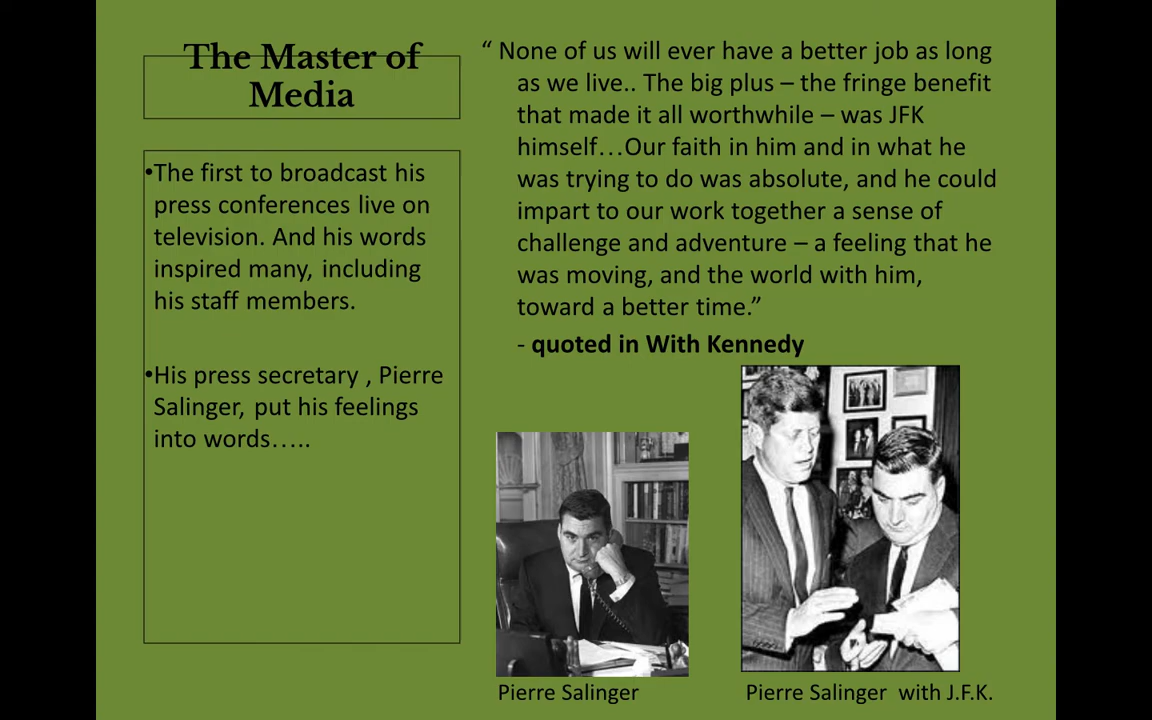 The Master of
Media
•The first to broadcast his
press conferences live on
television. And his words
inspired many, including
his staff members.
•His press secretary , Pierre
Salinger, put his feelings
into words…..
“ None of us will ever have a better job as long
as we live.. The big plus – the fringe benefit
that made it all worthwhile – was JFK
himself…Our faith in him and in what he
was trying to do was absolute, and he could
impart to our work together a sense of
challenge and adventure – a feeling that he
was moving, and the world with him,
toward a better time.”
- quoted in With Kennedy
Pierre Salinger
Pierre Salinger with J.F.K.